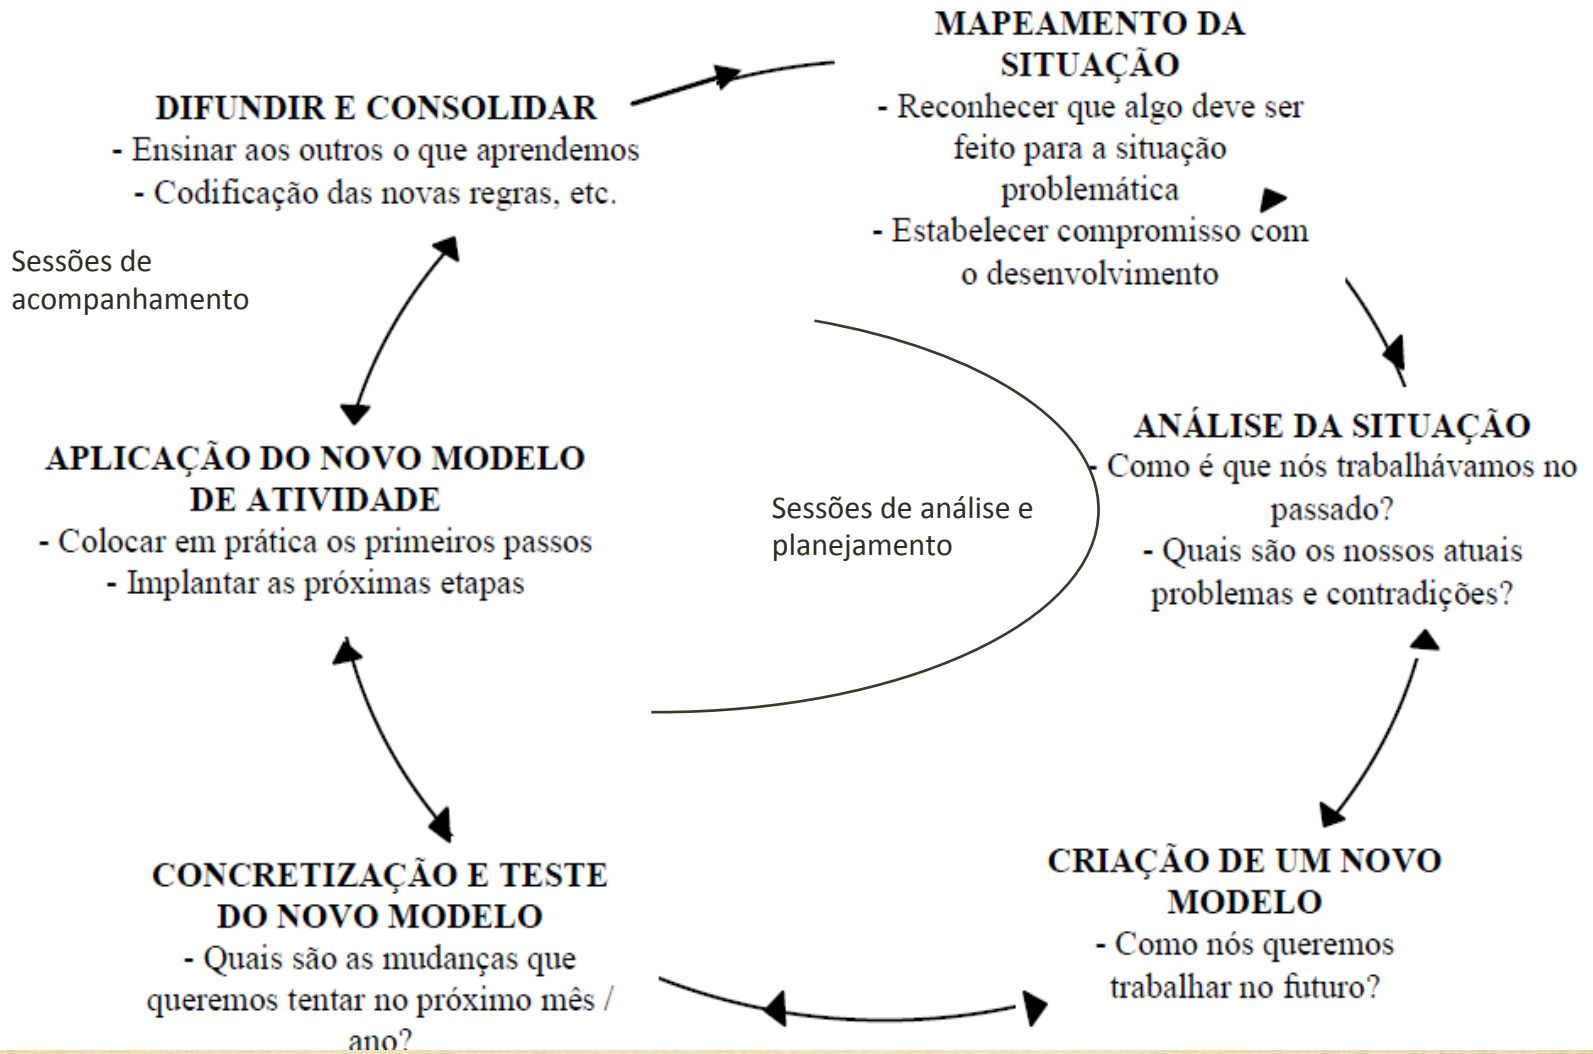 MAPEAMENTO DA
SITUAÇÃO
- Reconhecer que algo deve ser
feito para a situação
problemática
- Estabelecer compromisso com
o desenvolvimento
ANÁLISE DA SITUAÇÃO
- Como é que nós trabalhávamos no
passado?
- Quais são os nossos atuais
problemas e contradições?
CRIAÇÃO DE UM NOVO
MODELO
- Como nós queremos
trabalhar no futuro?
CONCRETIZAÇÃO E TESTE
DO NOVO MODELO
- Quais são as mudanças que
queremos tentar no próximo mês /
ano?
APLICAÇÃO DO NOVO MODELO
DE ATIVIDADE
- Colocar em prática os primeiros passos
- Implantar as próximas etapas
DIFUNDIR E CONSOLIDAR
- Ensinar aos outros o que aprendemos
- Codificação das novas regras, etc.
Sessões de
acompanhamento
Sessões de análise e
planejamento